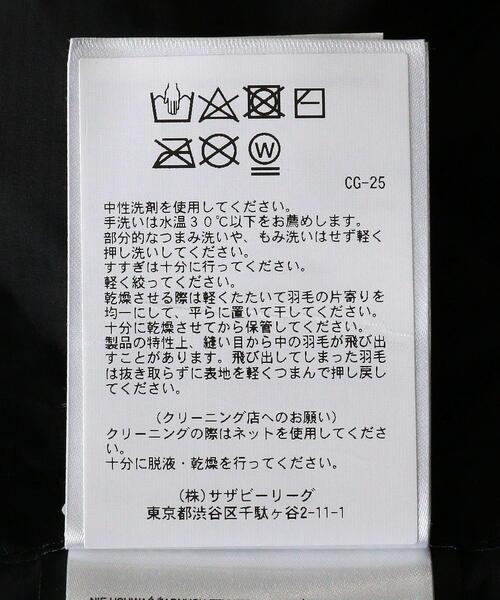 W
CG-25
中性洗剤を使用してください。
手洗いは水温３０℃以下をお薦めします。
部分的なつまみ洗いや、もみ洗いはせず軽く
押し洗いしてください。
すすぎは十分に行ってください。
軽く絞ってください。
乾燥させる際は軽くたたいて羽毛の片寄りを
均一にして、平らに置いて干してください。
十分に乾燥させてから保管してください。
製品の特性上、縫い目から中の羽毛が飛び出
すことがあります。飛び出してしまった羽毛
は抜き取らずに表地を軽くつまんで押し戻し
てください。
（クリーニング店へのお願い）
クリーニングの際はネットを使用してくださ
い。
十分に脱液・乾燥を行ってください。
（株）サザビーリーグ
東京都渋谷区千駄ヶ谷2-11-1